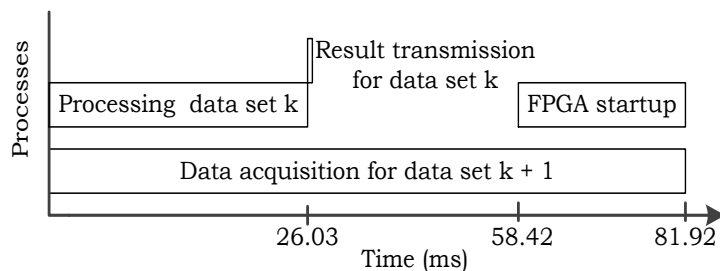 Processes
Result transmission
for data set k
Processing data set k
FPGA startup
Data acquisition for data set k + 1
26.03
58.42
81.92
Time (ms)